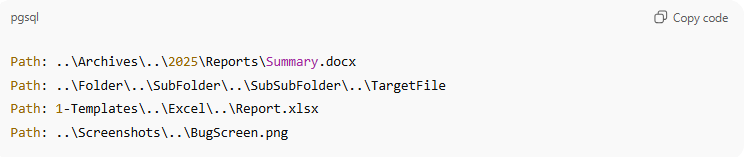 pgsql
Copy code
Path: ..\Archives\..\2025\Reports\Summary.docx
Path: ..\Folder\..\SubFolder\..\SubSubFolder\..\TargetFile
Path: 1-Templates\..\Excel\..\Report.xlsx
Path: ..\Screenshots\..\BugScreen.png